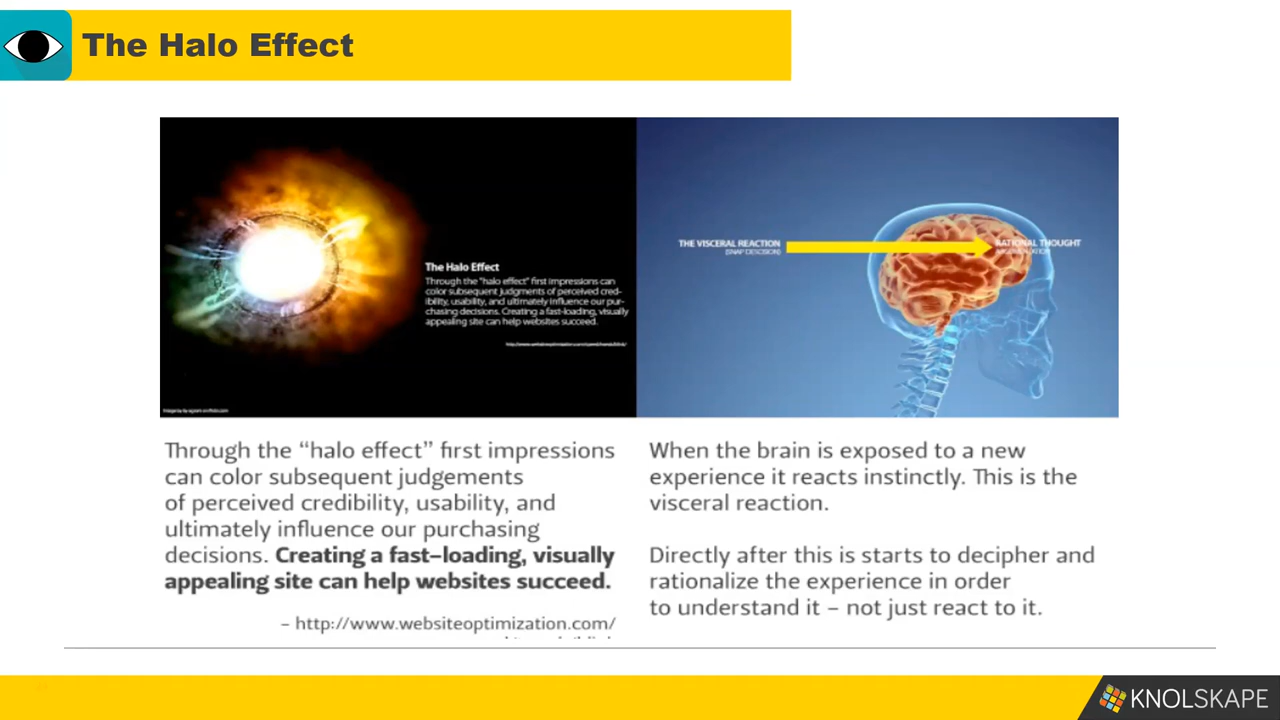 The Halo Effect
The Halo Effect
Through the "halo effect" first impressions can
color subsequent judgments of perceived cred-
ibility, usability, and ultimately influence our pur-
chasing decisions. Creating a fast-loading, visually
appealing site can help websites succeed.
THE VISCERAL REACTION
(SNAP DESCISION)
RATIONAL THOUGHT
Through the “halo effect” first impressions
can color subsequent judgements
of perceived credibility, usability, and
ultimately influence our purchasing
decisions. Creating a fast-loading, visually
appealing site can help websites succeed.
– http://www.websiteoptimization.com/
When the brain is exposed to a new
experience it reacts instinctly. This is the
visceral reaction.
Directly after this is starts to decipher and
rationalize the experience in order
to understand it – not just react to it.
KNOLSKAPE